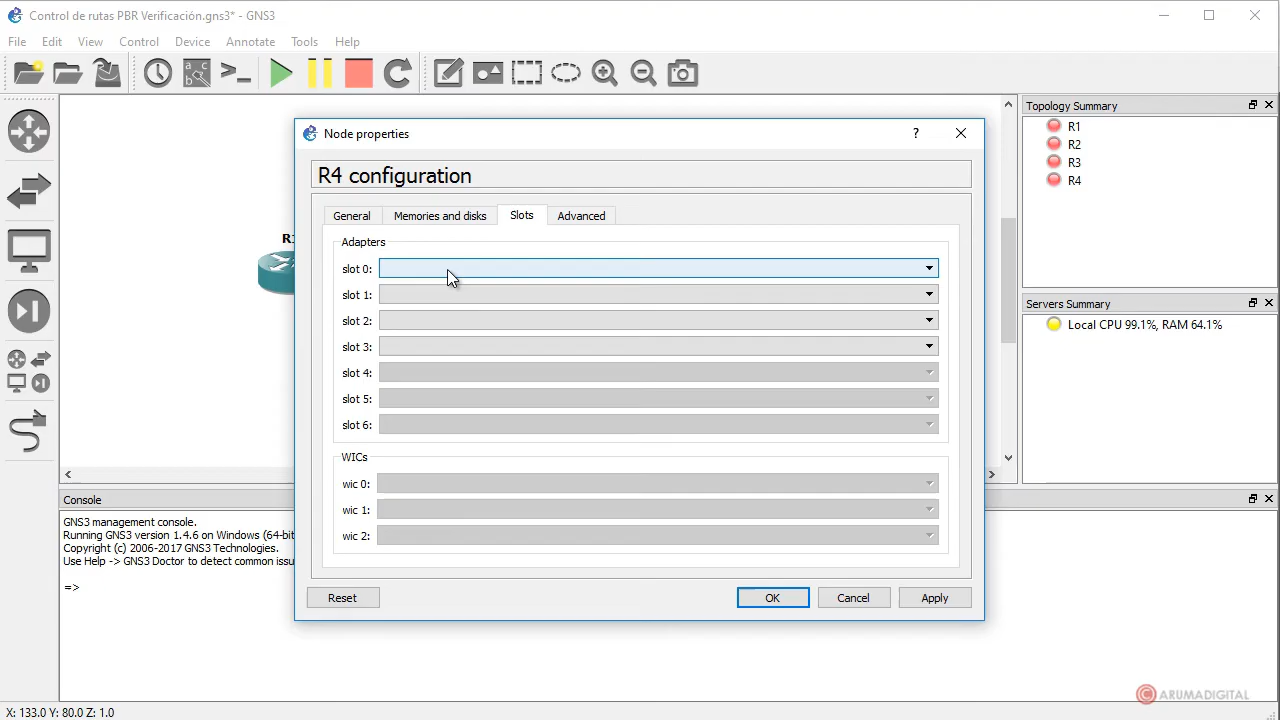 Control de rutas PBR Verificación.gns3* - GNS3
File Edit View Control Device Annotate Tools Help
Topology Summary
R1
R2
R3
R4
Servers Summary
Local CPU 99.1%, RAM 64.1%
Node properties
?
R4 configuration
General Memories and disks Slots Advanced
Adapters
slot 0:
slot 1:
slot 2:
slot 3:
slot 4:
slot 5:
slot 6:
WICs
wic 0:
wic 1:
wic 2:
Reset OK Cancel Apply
Console
GNS3 management console.
Running GNS3 version 1.4.6 on Windows (64-bit
Copyright (c) 2006-2017 GNS3 Technologies.
Use Help -> GNS3 Doctor to detect common issu
=>
© ARUMADIGITAL
X: 133.0 Y: 80.0 Z: 1.0